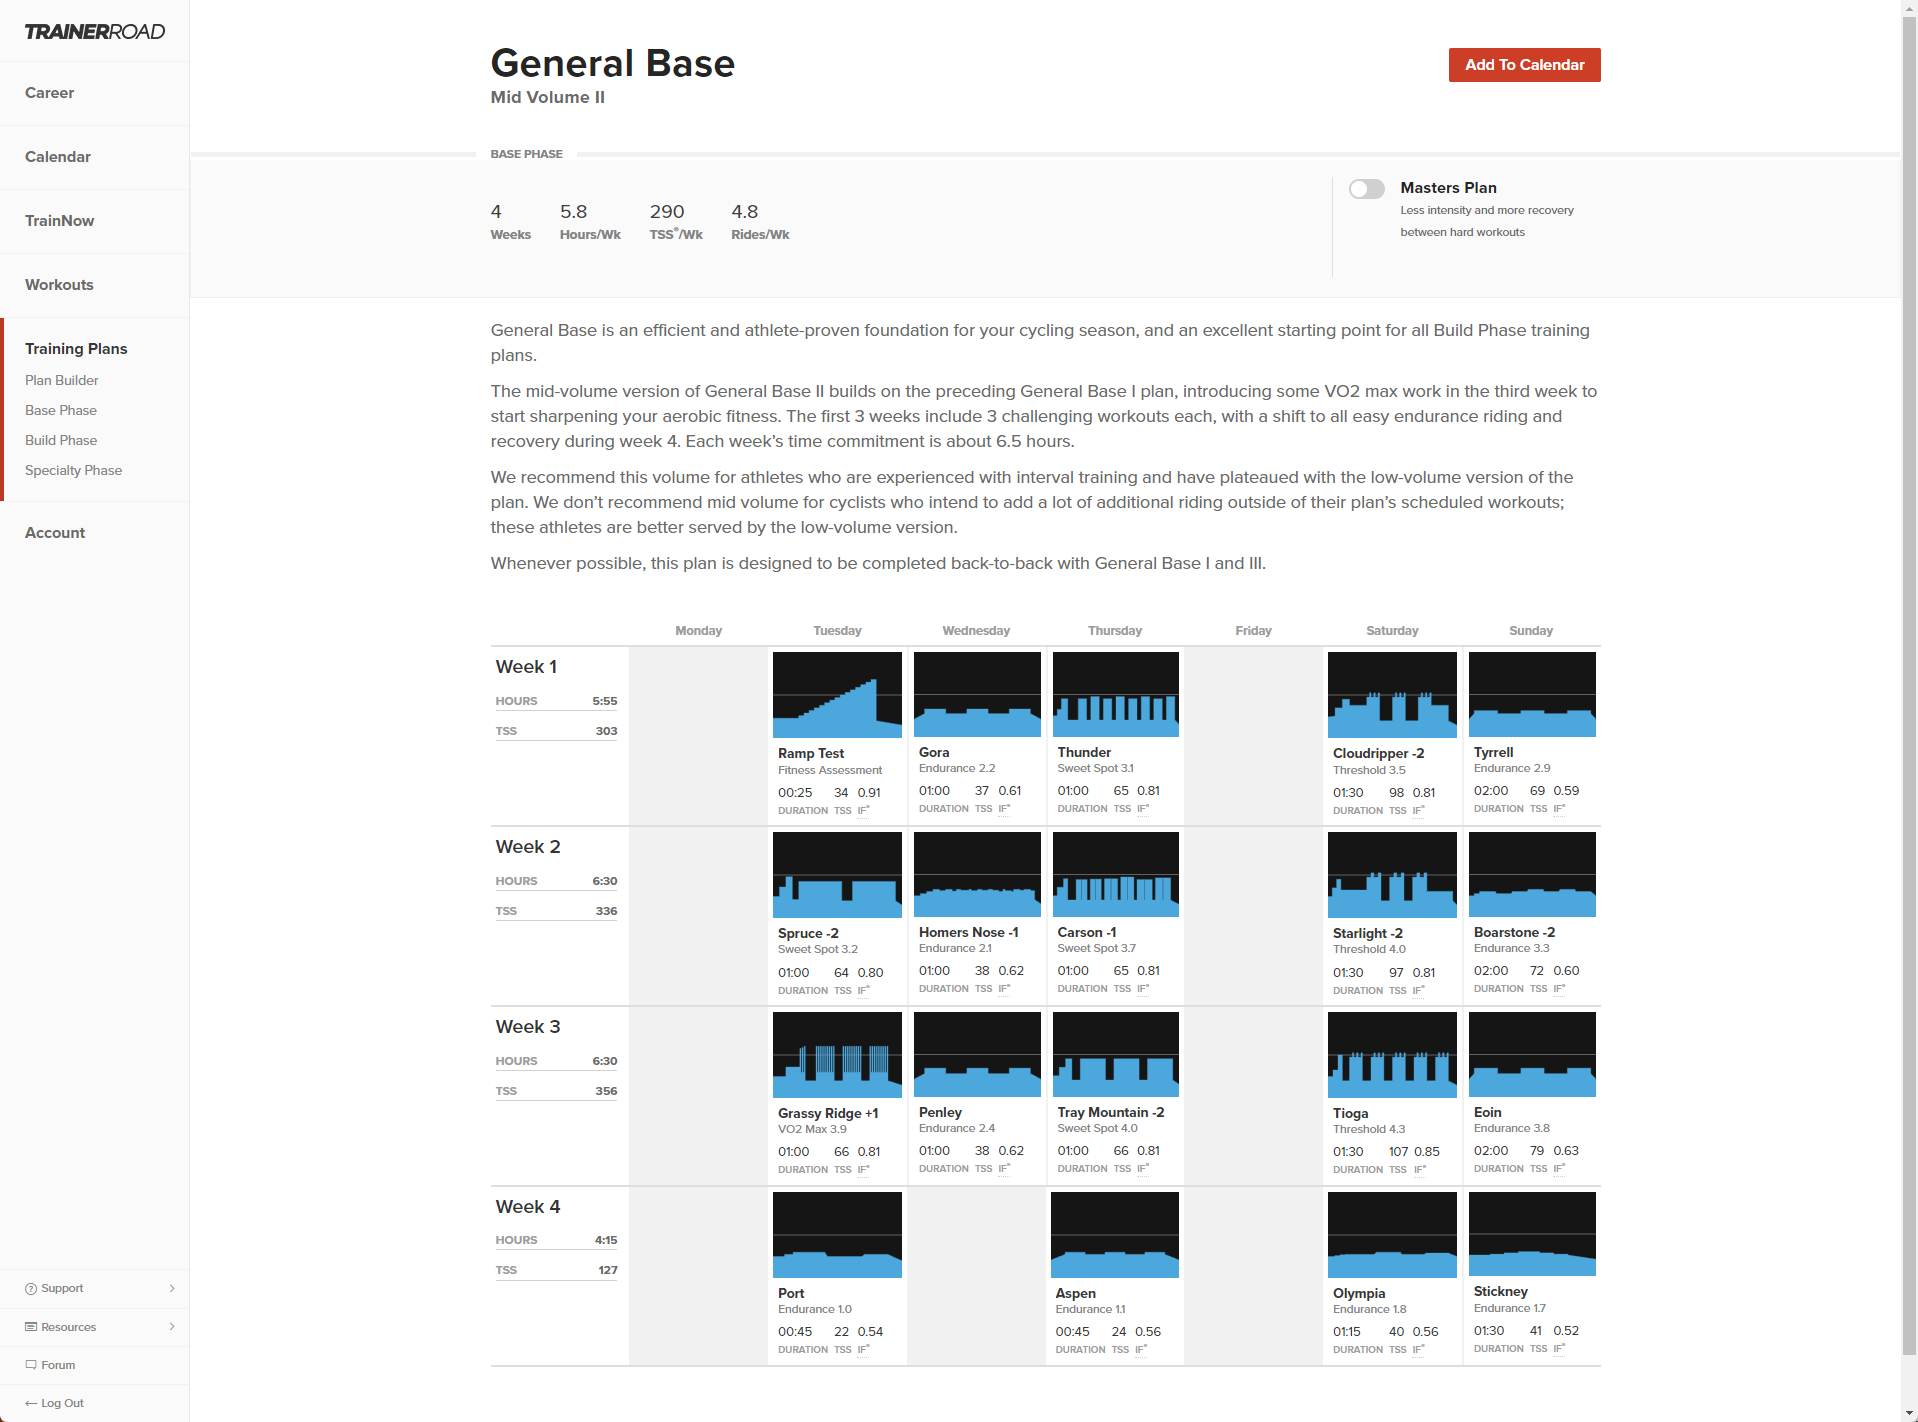 TRAINERROAD
Career
Calendar
TrainNow
Workouts
Training Plans
Plan Builder
Base Phase
Build Phase
Specialty Phase
Account
Support
Resources
Forum
Log Out
General Base
Mid Volume II
Add To Calendar
BASE PHASE
4 5.8 290 4.8
Weeks Hours/Wk TSS®/Wk Rides/Wk
Masters Plan
Less intensity and more recovery
between hard workouts
General Base is an efficient and athlete-proven foundation for your cycling season, and an excellent starting point for all Build Phase training
plans.
The mid-volume version of General Base II builds on the preceding General Base I plan, introducing some VO2 max work in the third week to
start sharpening your aerobic fitness. The first 3 weeks include 3 challenging workouts each, with a shift to all easy endurance riding and
recovery during week 4. Each week’s time commitment is about 6.5 hours.
We recommend this volume for athletes who are experienced with interval training and have plateaued with the low-volume version of the
plan. We don’t recommend mid volume for cyclists who intend to add a lot of additional riding outside of their plan’s scheduled workouts;
these athletes are better served by the low-volume version.
Whenever possible, this plan is designed to be completed back-to-back with General Base I and III.
Monday Tuesday Wednesday Thursday Friday Saturday Sunday
Week 1
HOURS 5:55
TSS 303
Ramp Test
Fitness Assessment
00:25 34 0.91
DURATION TSS IF®
Gora
Endurance 2.2
01:00 37 0.61
DURATION TSS IF®
Thunder
Sweet Spot 3.1
01:00 65 0.81
DURATION TSS IF®
Cloudripper -2
Threshold 3.5
01:30 98 0.81
DURATION TSS IF®
Tyrrell
Endurance 2.9
02:00 69 0.59
DURATION TSS IF®
Week 2
HOURS 6:30
TSS 336
Spruce -2
Sweet Spot 3.2
01:00 64 0.80
DURATION TSS IF®
Homers Nose -1
Endurance 2.1
01:00 38 0.62
DURATION TSS IF®
Carson -1
Sweet Spot 3.7
01:00 65 0.81
DURATION TSS IF®
Starlight -2
Threshold 4.0
01:30 97 0.81
DURATION TSS IF®
Boarstone -2
Endurance 3.3
02:00 72 0.60
DURATION TSS IF®
Week 3
HOURS 6:30
TSS 356
Grassy Ridge +1
VO2 Max 3.9
01:00 66 0.81
DURATION TSS IF®
Penley
Endurance 2.4
01:00 38 0.62
DURATION TSS IF®
Tray Mountain -2
Sweet Spot 4.0
01:00 66 0.81
DURATION TSS IF®
Tioga
Threshold 4.3
01:30 107 0.85
DURATION TSS IF®
Eoin
Endurance 3.8
02:00 79 0.63
DURATION TSS IF®
Week 4
HOURS 4:15
TSS 127
Port
Endurance 1.0
00:45 22 0.54
DURATION TSS IF®
Aspen
Endurance 1.1
00:45 24 0.56
DURATION TSS IF®
Olympia
Endurance 1.8
01:15 40 0.56
DURATION TSS IF®
Stickney
Endurance 1.7
01:30 41 0.52
DURATION TSS IF®